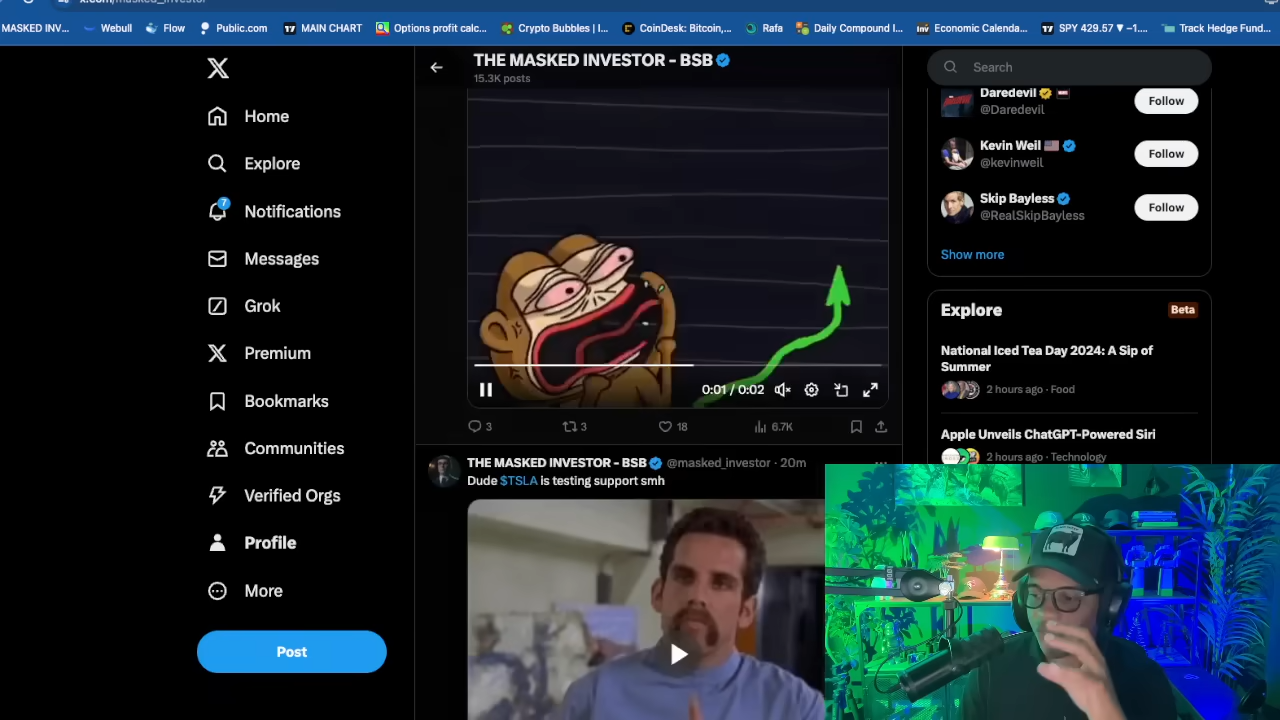 x.com/masked_investor
MASKED INV... Webull Flow Public.com MAIN CHART Options profit calc... Crypto Bubbles | I... CoinDesk: Bitcoin,... Rafa Daily Compound I... Economic Calenda... SPY 429.57 ▼ −1.... Track Hedge Fund...
THE MASKED INVESTOR - BSB
15.3K posts
Search
Home
Explore
7
Notifications
Messages
Grok
Premium
Bookmarks
Communities
Verified Orgs
Profile
More
Post
0:01 / 0:02
3 3 18 6.7K
THE MASKED INVESTOR - BSB @masked_investor · 20m
Dude $TSLA is testing support smh
Daredevil
@Daredevil
Follow
Kevin Weil
@kevinweil
Follow
Skip Bayless
@RealSkipBayless
Follow
Show more
Explore
Beta
National Iced Tea Day 2024: A Sip of
Summer
2 hours ago · Food
Apple Unveils ChatGPT-Powered Siri
2 hours ago · Technology